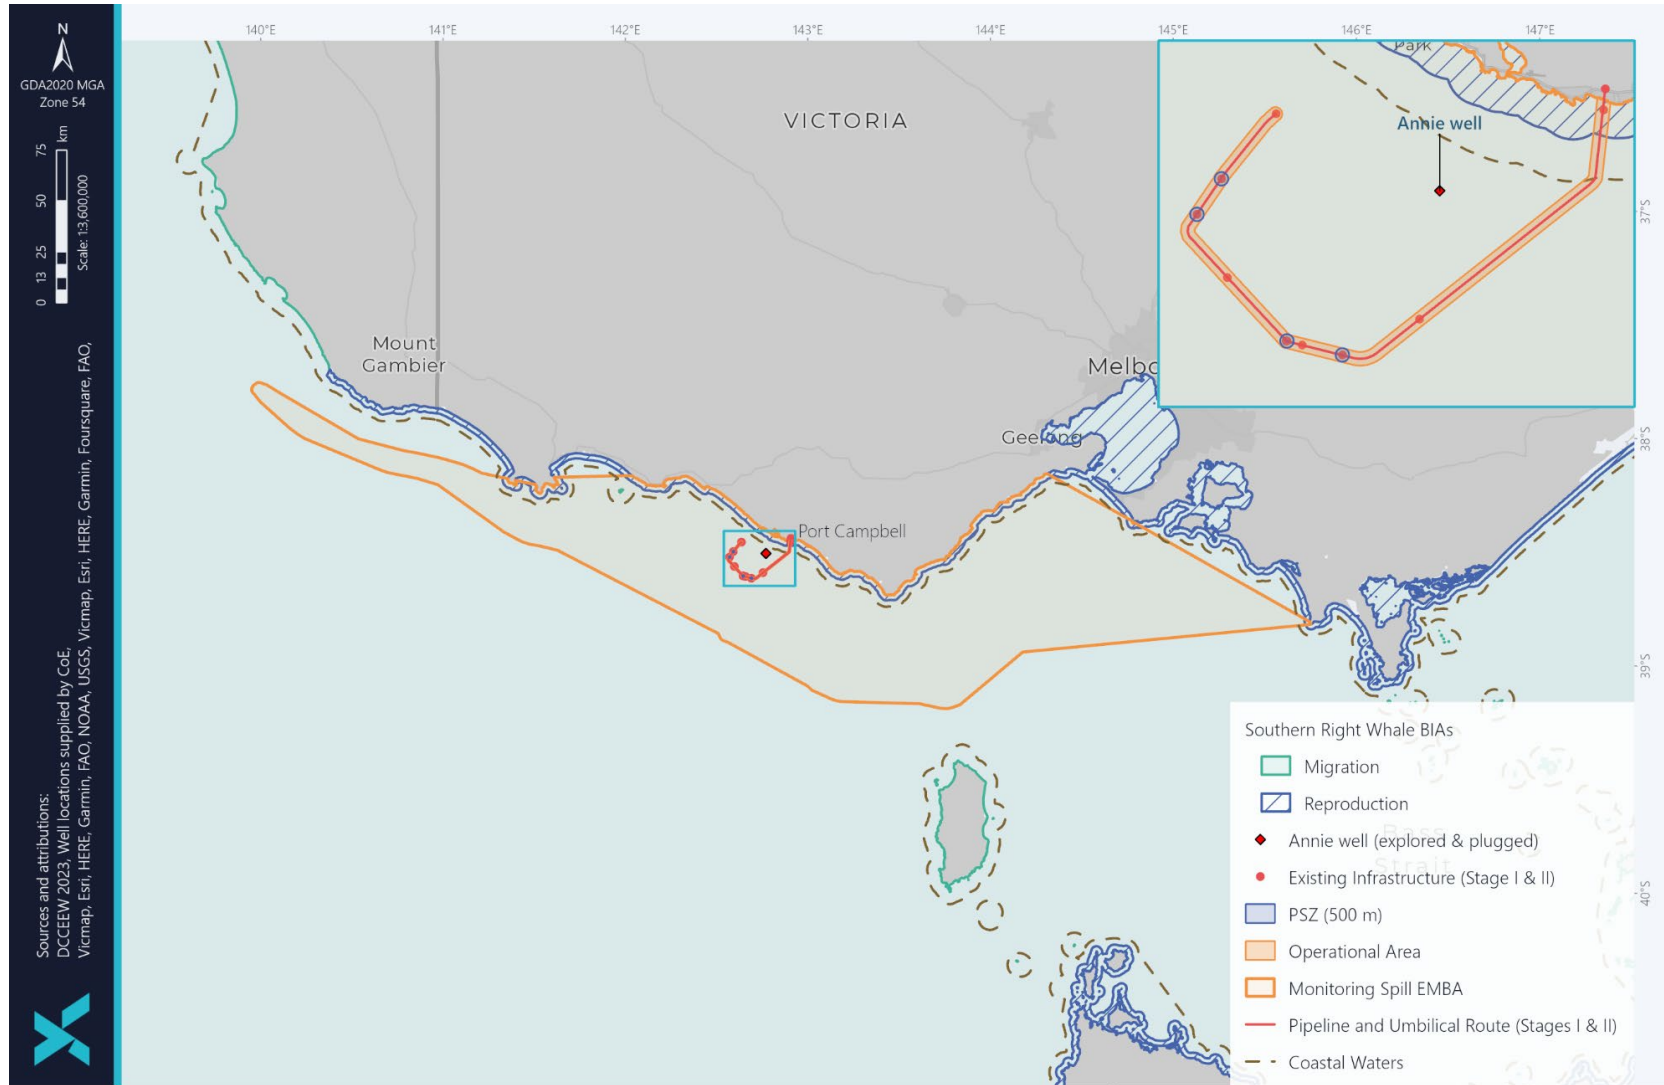 N
GDA2020 MGA
Zone 54
75
50
25
13
0
km
Scale: 1:3,600,000
Sources and attributions:
DCCEEW 2023, Well locations supplied by CoE,
Vicmap, Esri, HERE, Garmin, FAO, NOAA, USGS, Vicmap, Esri, HERE, Garmin, Foursquare, FAO,
140°E
141°E
142°E
143°E
144°E
145°E
146°E
147°E
37°S
38°S
39°S
40°S
VICTORIA
Mount
Gambier
Melbo
Geelong
Port Campbell
Park
Annie well
Bass
Strait
Southern Right Whale BIAs
Migration
Reproduction
Annie well (explored & plugged)
Existing Infrastructure (Stage I & II)
PSZ (500 m)
Operational Area
Monitoring Spill EMBA
Pipeline and Umbilical Route (Stages I & II)
Coastal Waters